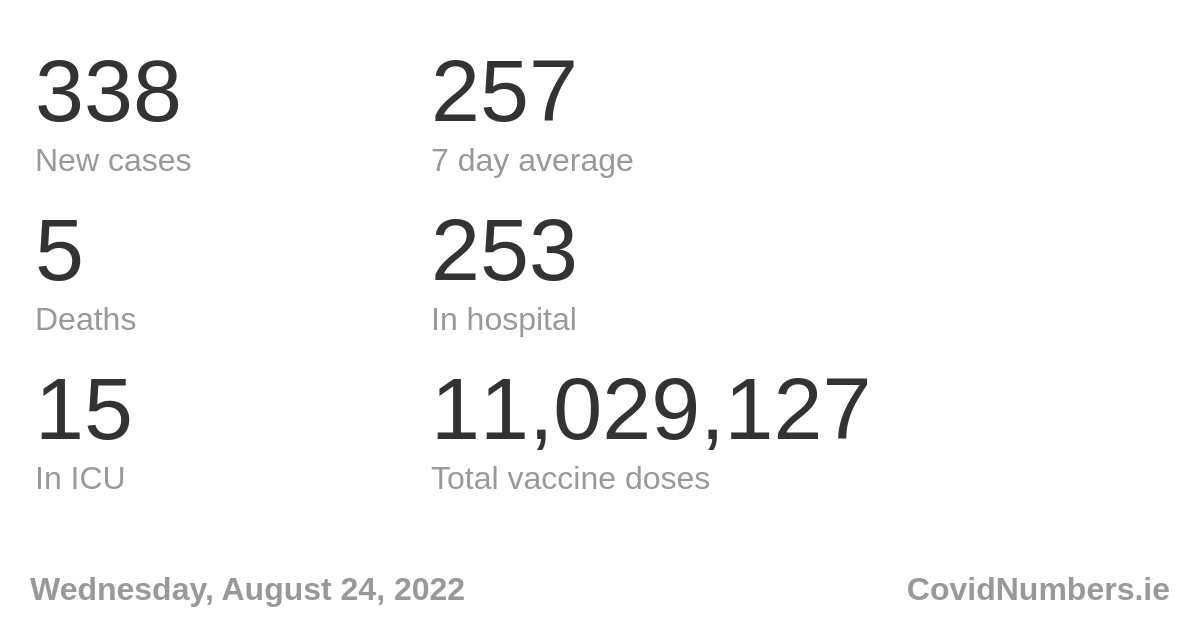 338
New cases
257
7 day average
5
Deaths
253
In hospital
15
In ICU
11,029,127
Total vaccine doses
Wednesday, August 24, 2022
CovidNumbers.ie